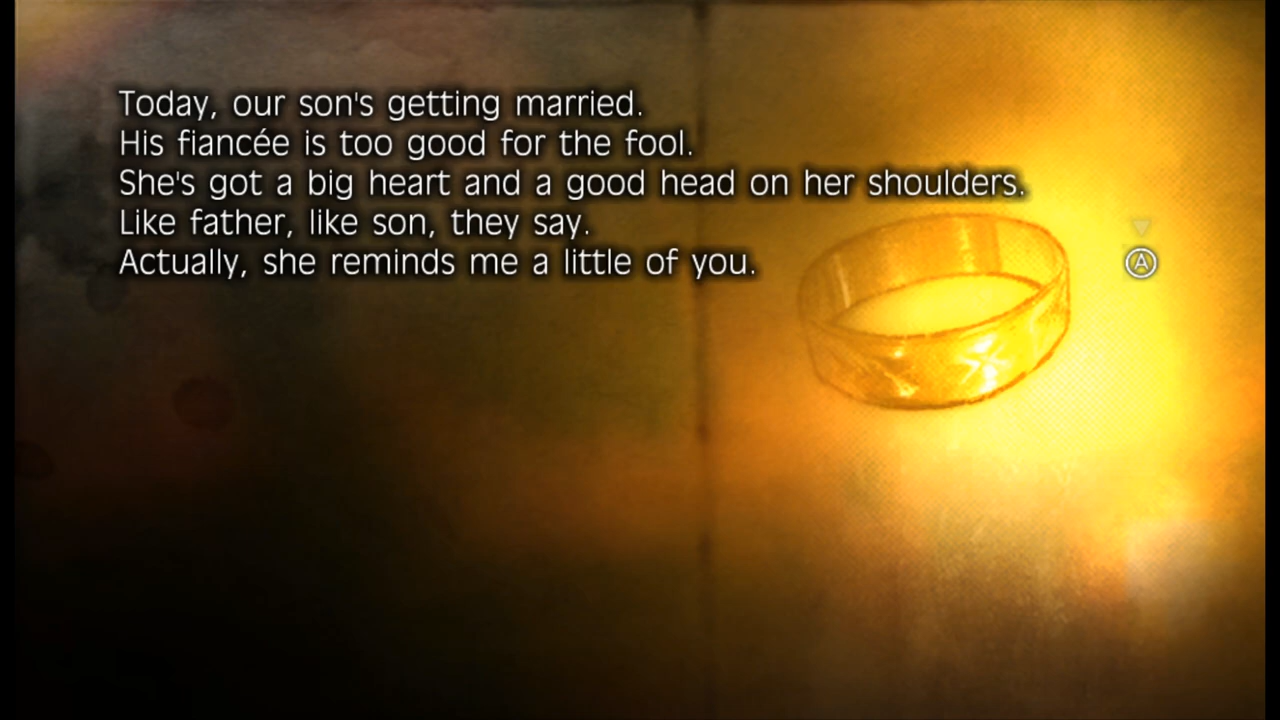 Today, our son's getting married.
His fiancée is too good for the fool.
She's got a big heart and a good head on her shoulders.
Like father, like son, they say.
Actually, she reminds me a little of you.
A